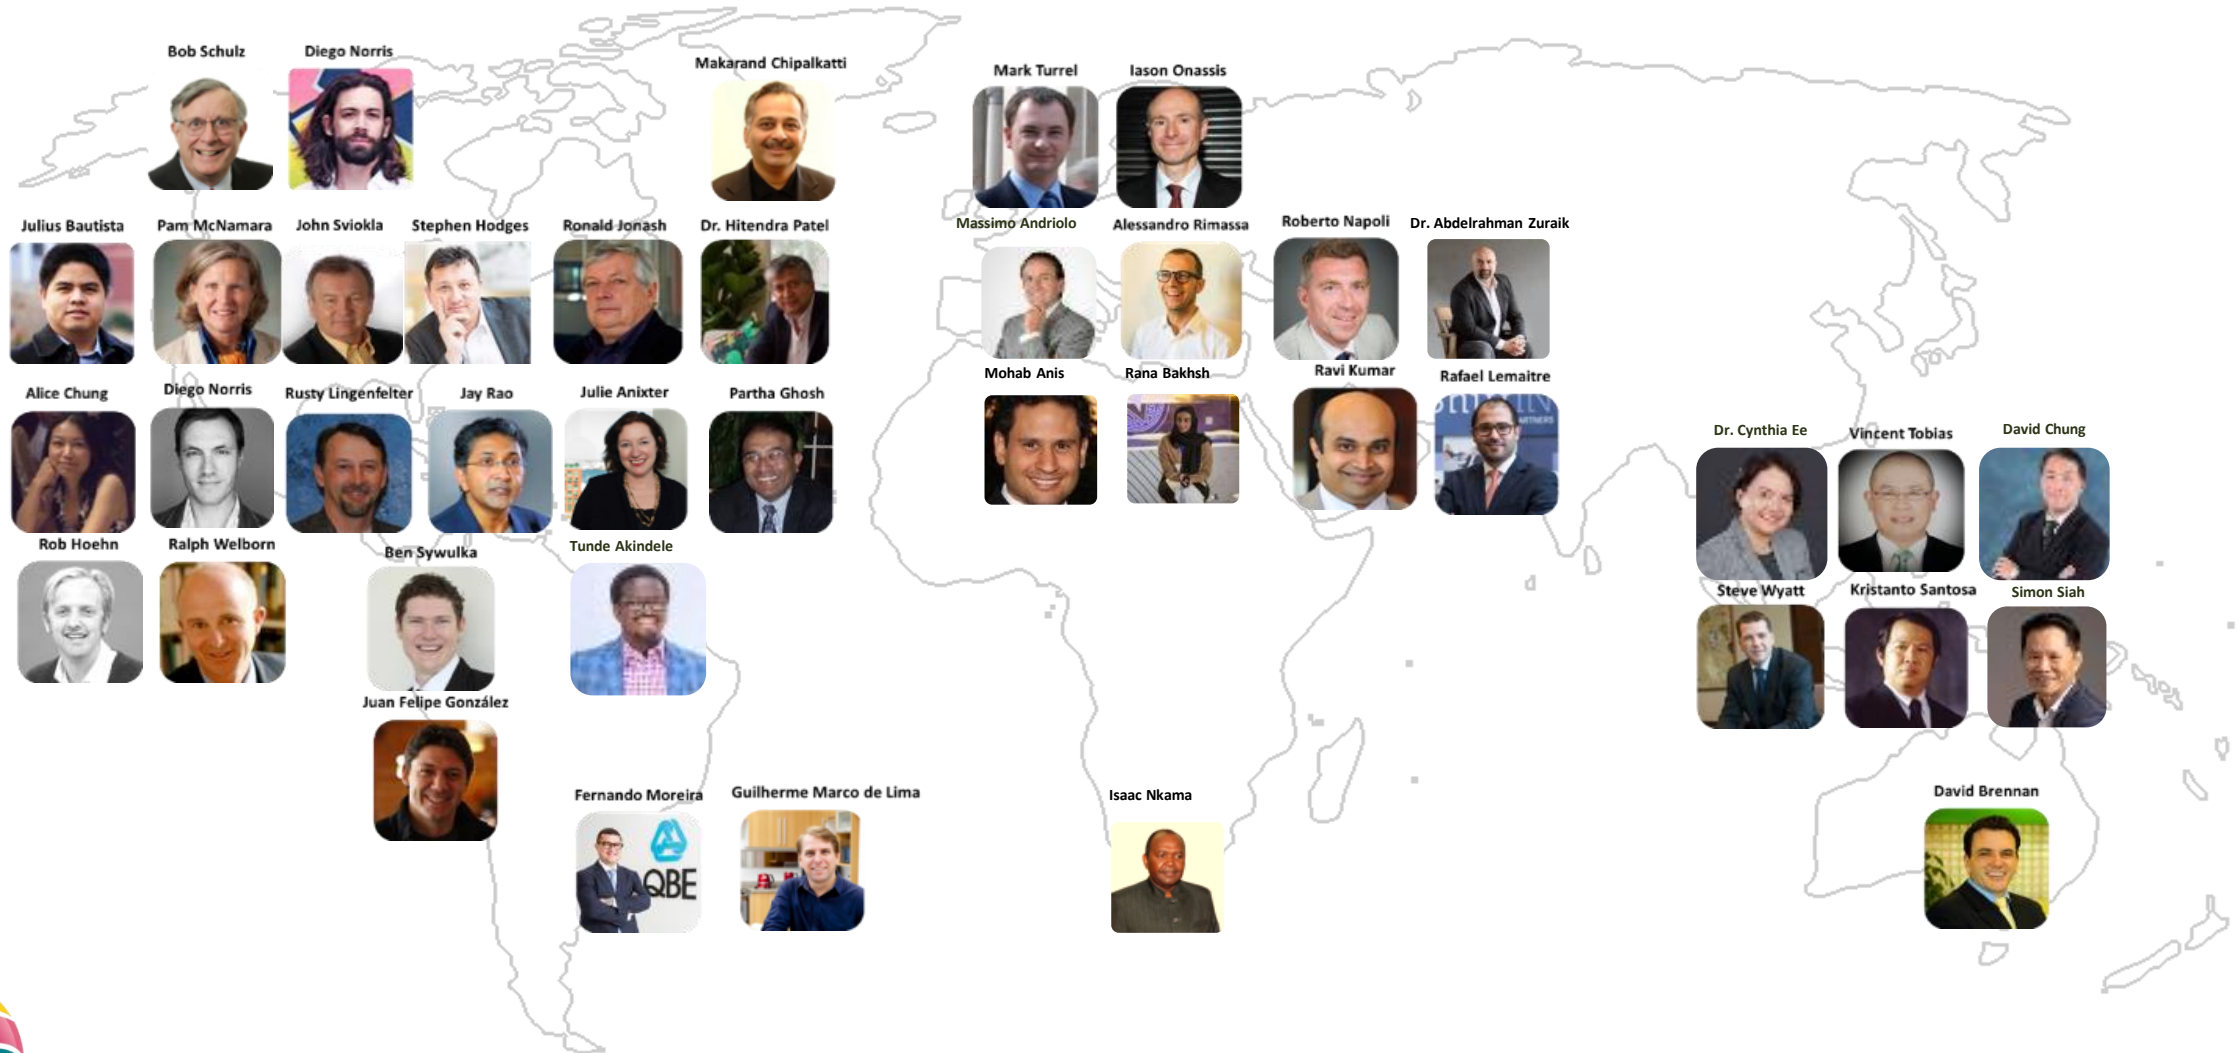 Bob Schulz
Diego Norris
Makarand Chipalkatti
Mark Turrel
Iason Onassis
Julius Bautista
Pam McNamara
John Sviokla
Stephen Hodges
Ronald Jonash
Dr. Hitendra Patel
Massimo Andriolo
Alessandro Rimassa
Roberto Napoli
Dr. Abdelrahman Zuraik
Alice Chung
Diego Norris
Rusty Lingenfelter
Jay Rao
Julie Anixter
Partha Ghosh
Mohab Anis
Rana Bakhsh
Ravi Kumar
Rafael Lemaitre
PARTNERS
Dr. Cynthia Ee
Vincent Tobias
David Chung
Rob Hoehn
Ralph Welborn
Ben Sywulka
Tunde Akindele
Steve Wyatt
Kristanto Santosa
Simon Siah
Juan Felipe González
Fernando Moreira
QBE
Guilherme Marco de Lima
Isaac Nkama
David Brennan